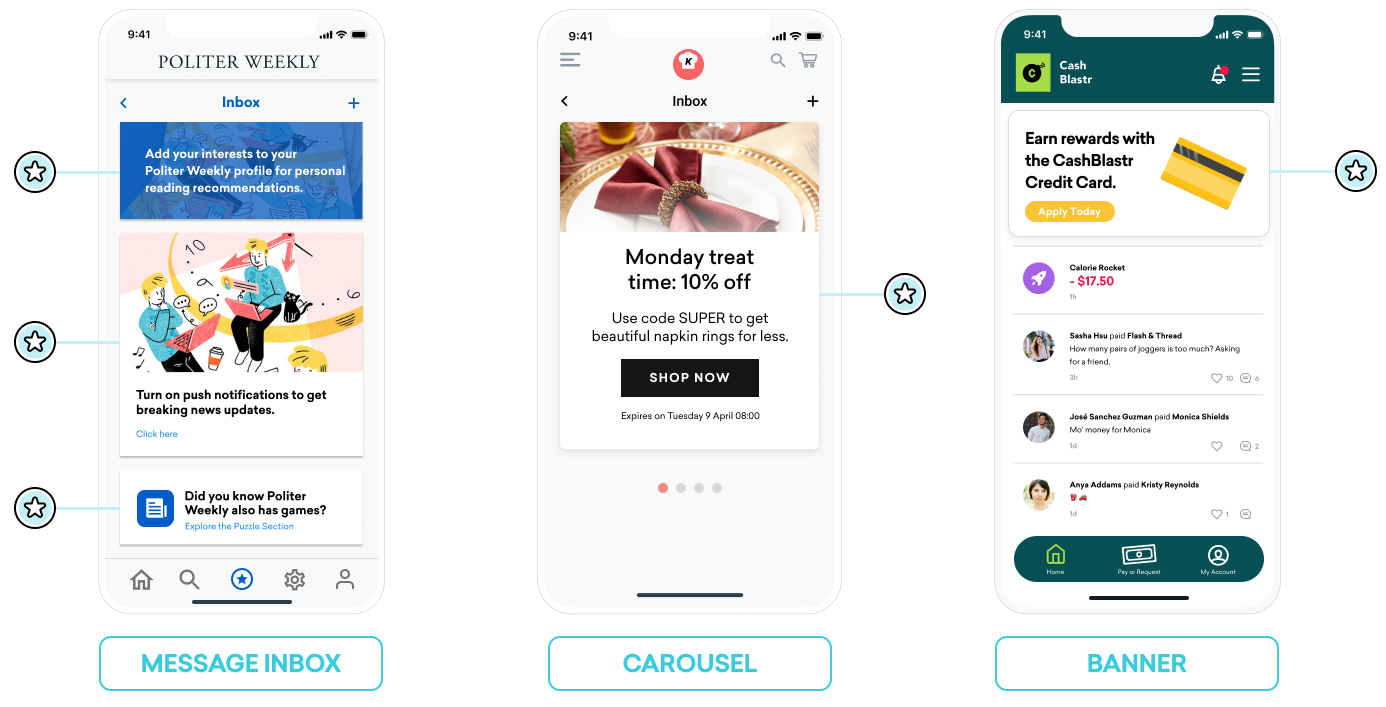 9:41
POLITER WEEKLY
Inbox
Add your interests to your
Politer Weekly profile for personal
reading recommendations.
10
6
Turn on push notifications to get
breaking news updates.
Click here
Did you know Politer
Weekly also has games?
Explore the Puzzle Section
MESSAGE INBOX
9:41
K
Inbox
Monday treat
time: 10% off
Use code SUPER to get
beautiful napkin rings for less.
SHOP NOW
Expires on Tuesday 9 April 08:00
CAROUSEL
9:41
C
Cash
Blastr
Earn rewards with
the CashBlastr
Credit Card.
Apply Today
Calorie Rocket
- $17.50
1h
Sasha Hsu paid Flash & Thread
How many pairs of joggers is too much? Asking
for a friend.
3h 10 6
José Sanchez Guzman paid Monica Shields
Mo' money for Monica
1d 2
Anya Addams paid Kristy Reynolds
1d 1
Home Pay or Request My Account
BANNER